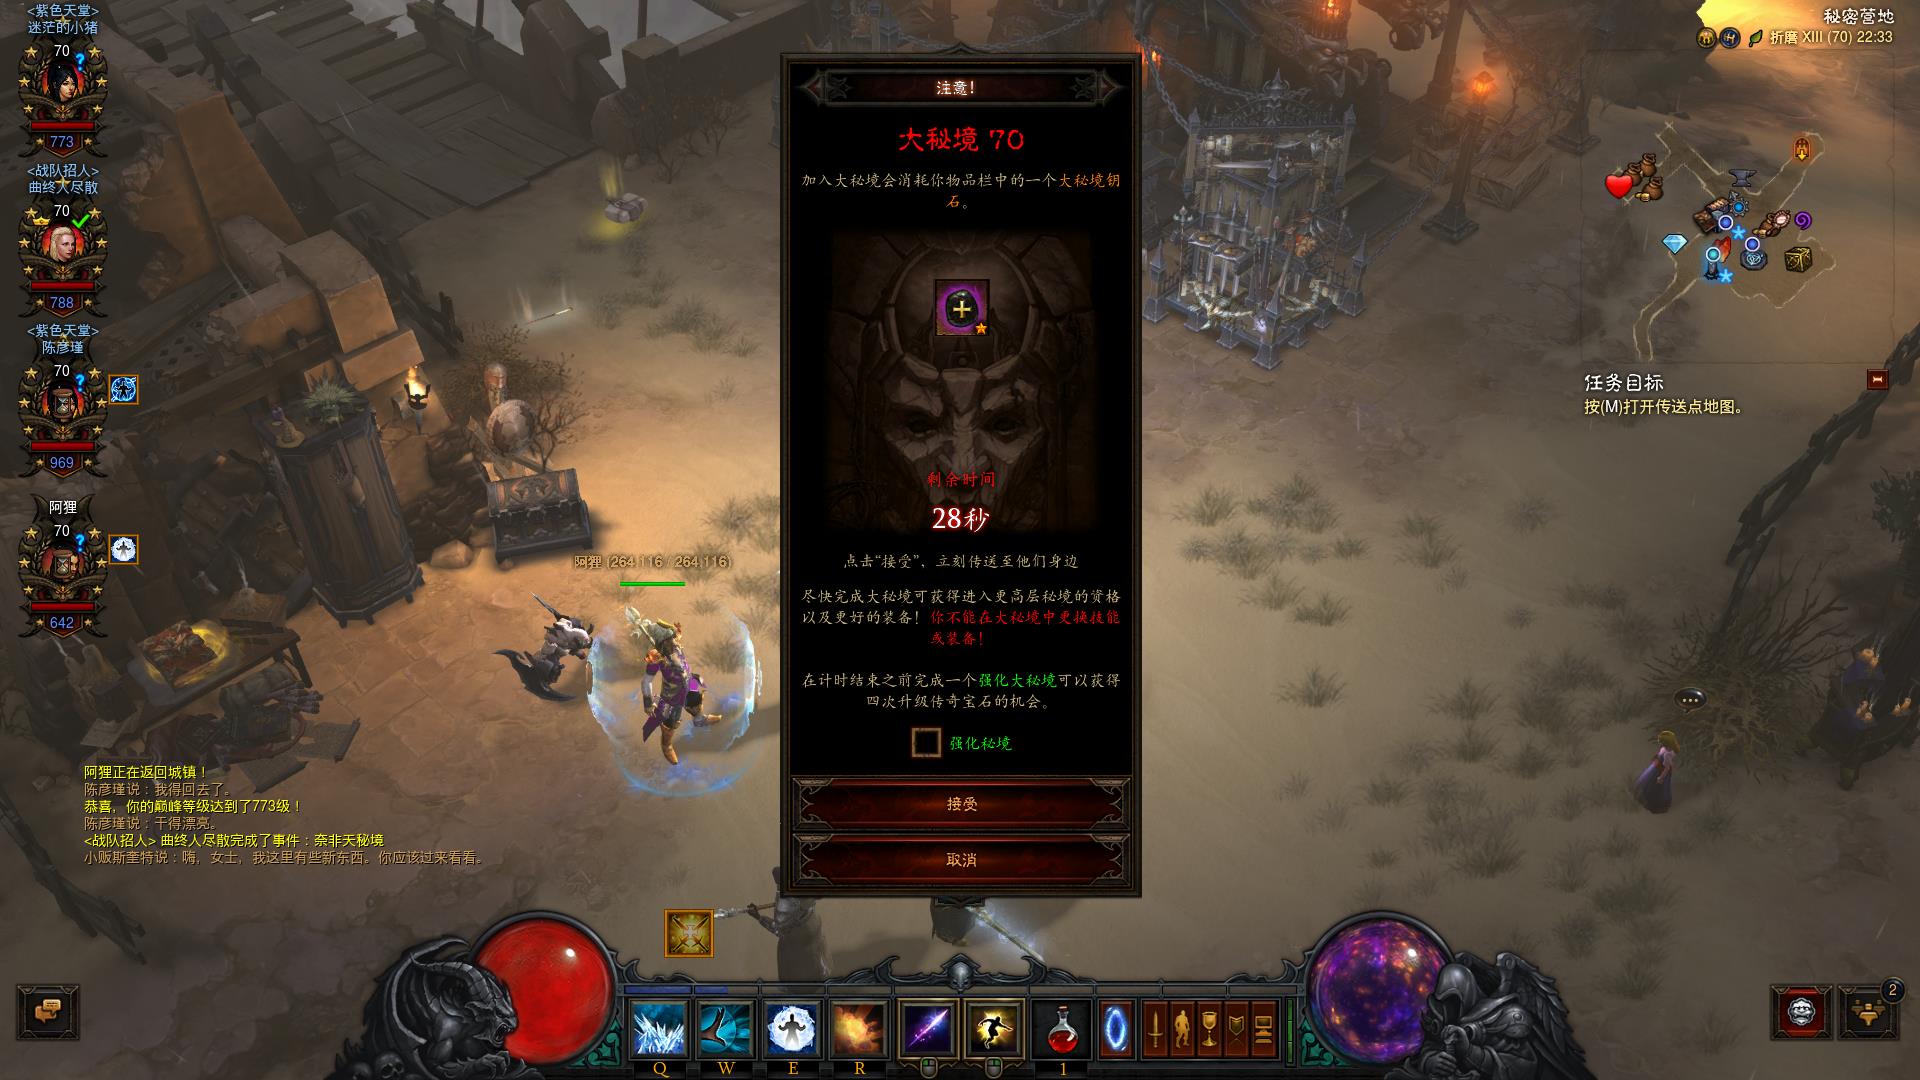 <紫色天堂>
迷茫的小猪
70
773
<战队招人>
曲终人尽散
70
788
<紫色天堂>
陈彦瑾
70
969
阿狸
70
642
注意!
大秘境 70
加入大秘境会消耗你物品栏中的一个大秘境钥
石。
剩余时间
28秒
点击“接受”，立刻传送至他们身边
尽快完成大秘境可获得进入更高层秘境的资格
以及更好的装备！你不能在大秘境中更换技能
或装备！
在计时结束之前完成一个强化大秘境可以获得
四次升级传奇宝石的机会。
强化秘境
接受
取消
阿狸 (264,116 / 264,116)
秘密营地
折磨 XIII (70) 22:33
任务目标
按(M)打开传送点地图。
阿狸正在返回城镇！
陈彦瑾说：我得回去了。
恭喜，你的巅峰等级达到了773级！
陈彦瑾说：干得漂亮。
<战队招人> 曲终人尽散完成了事件：奈非天秘境
小贩斯奎特说：嗨，女士，我这里有些新东西。你应该过来看看。
Q W E R 1
2